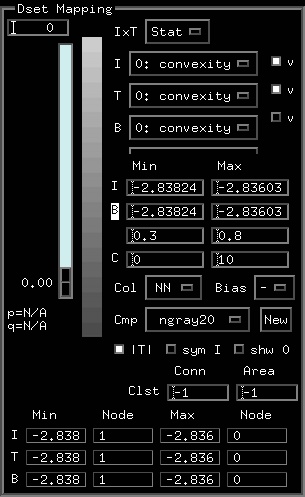 Dset Mapping
0
IxT Stat
I 0: convexity v
T 0: convexity v
B 0: convexity v
Min Max
I -2.83824 -2.83603
B -2.83824 -2.83603
0.3 0.8
C 0 10
0.00
Col NN Bias -
p=N/A
q=N/A
Cmp ngray20 New
|T| sym I shw 0
Conn Area
Clst -1 -1
Min Node Max Node
I -2.838 1 -2.836 0
T -2.838 1 -2.836 0
B -2.838 1 -2.836 0